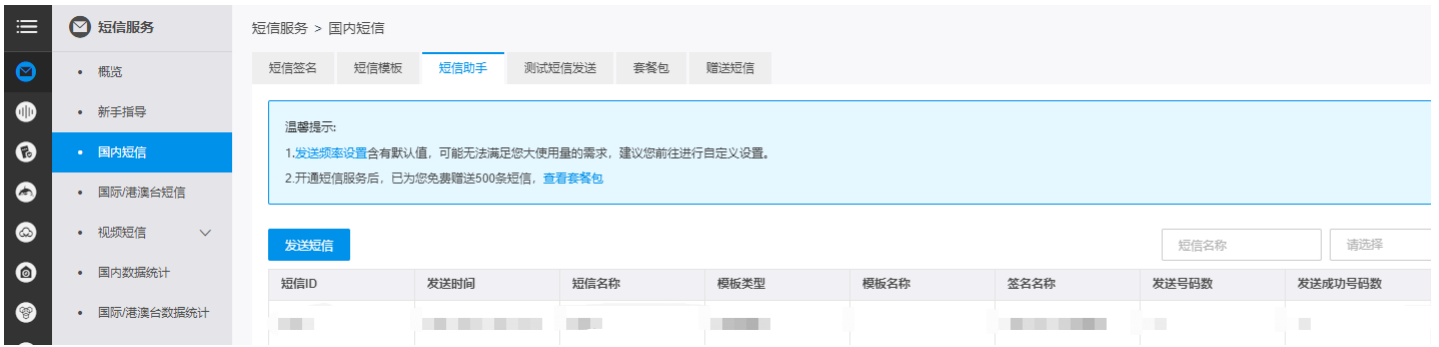 短信服务
概览
新手指导
国内短信
国际/港澳台短信
视频短信
国内数据统计
国际/港澳台数据统计
短信服务 > 国内短信
短信签名 短信模板 短信助手 测试短信发送 套餐包 赠送短信
温馨提示:
1.发送频率设置含有默认值，可能无法满足您大使用量的需求，建议您前往进行自定义设置。
2.开通短信服务后，已为您免费赠送500条短信，查看套餐包
发送短信 短信名称 请选择
短信ID 发送时间 短信名称 模板类型 模板名称 签名名称 发送号码数 发送成功号码数